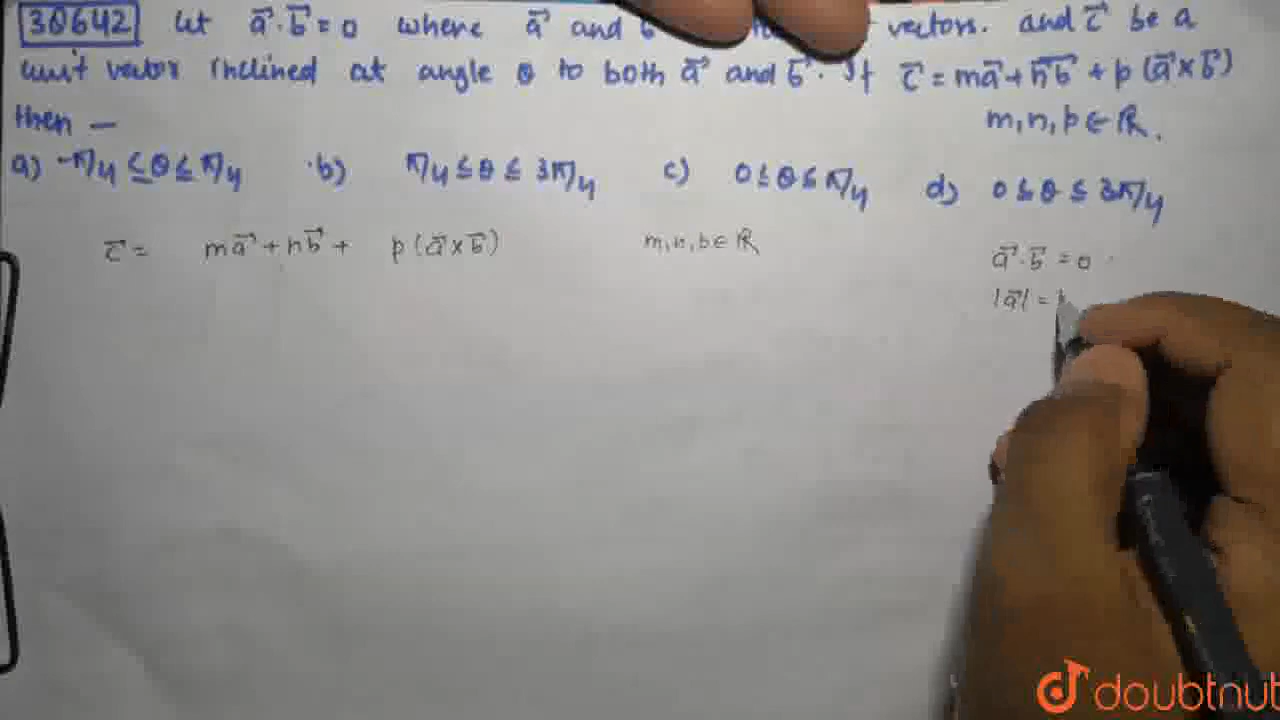 30642 Let a⃗·b⃗=0 where a⃗ and vectors. and c⃗ be a
unit vector inclined at angle θ to both a⃗ and b⃗. If c⃗ = ma⃗+nb⃗ + p(a⃗×b⃗)
then — m,n,p∈R.
a) -π/4 ≤θ≤ π/4 b) π/4 ≤ θ ≤ 3π/4 c) 0≤θ≤π/4 d) 0≤θ≤ 3π/4
c⃗ = ma⃗+nb⃗+ p(a⃗×b⃗) m,n,p∈R a⃗·b⃗ =0
|a⃗| =
doubtnut